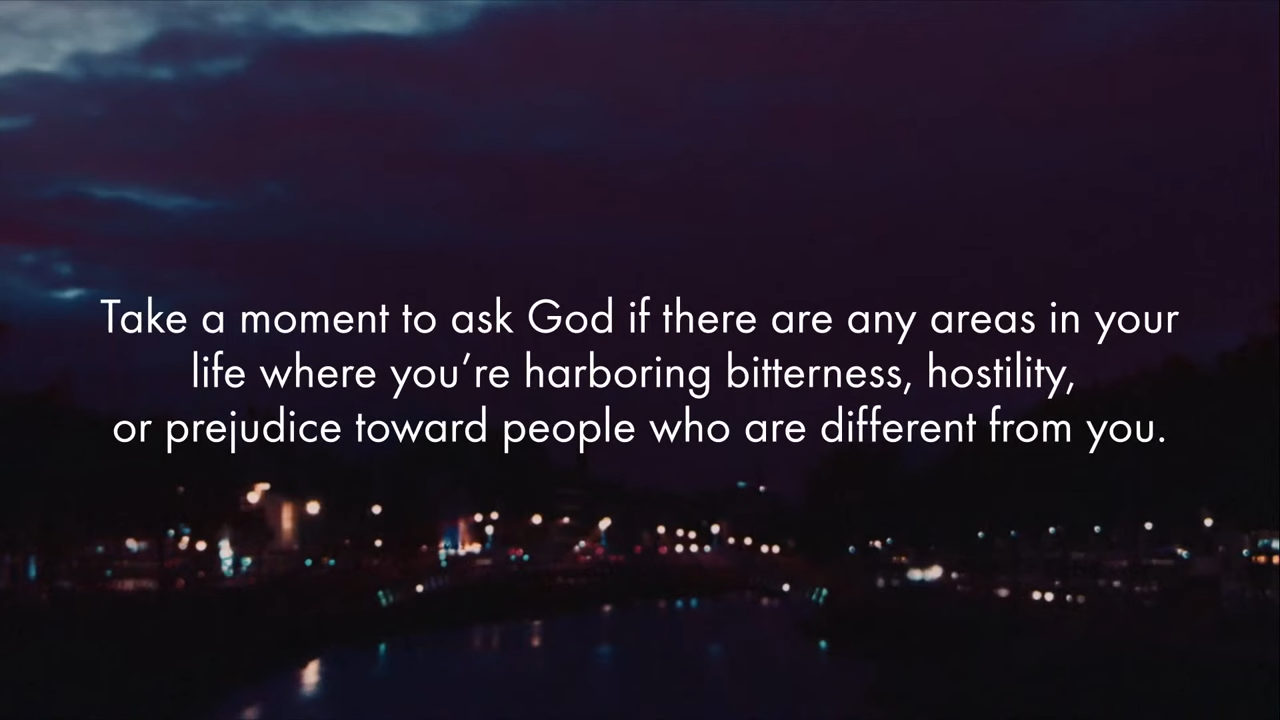 Take a moment to ask God if there are any areas in your
life where you’re harboring bitterness, hostility,
or prejudice toward people who are different from you.